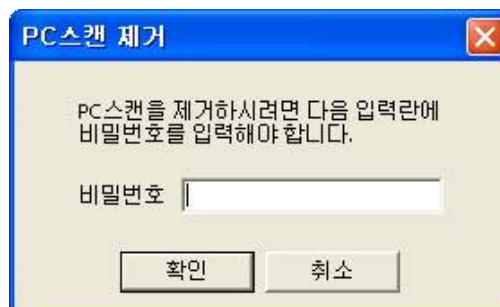 PC스캔 제거
PC스캔을 제거하시려면 다음 입력란에
비밀번호를 입력해야 합니다.
비밀번호
확인
취소